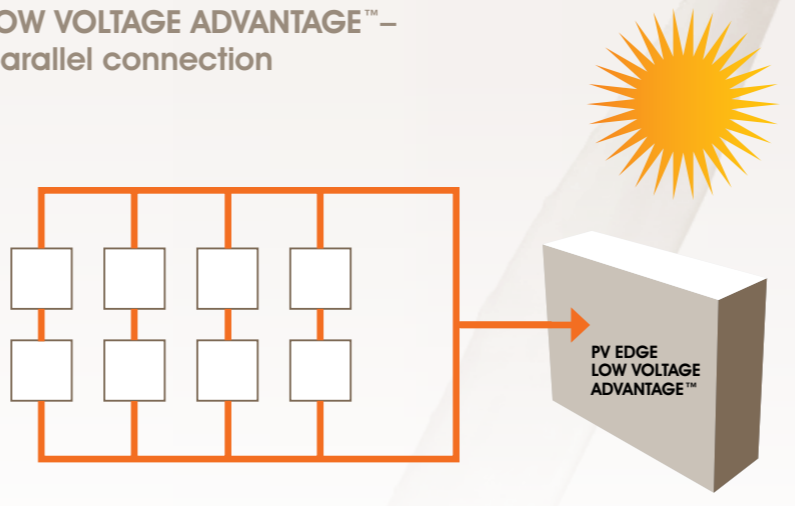 OW VOLTAGE ADVANTAGE™–
arallel connection
PV EDGE
LOW VOLTAGE
ADVANTAGE™